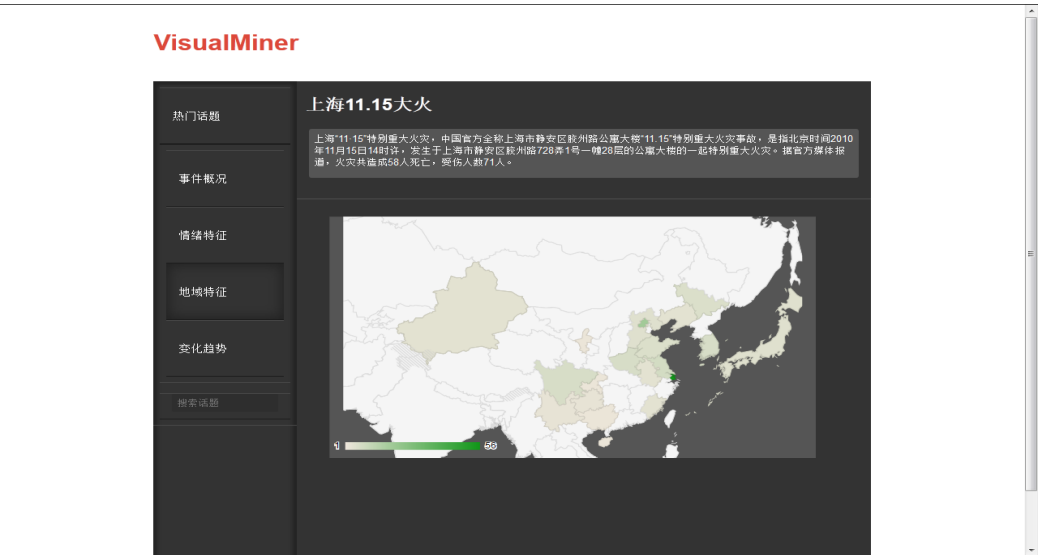 VisualMiner
热门话题
事件概况
情绪特征
地域特征
变化趋势
搜索话题
上海11.15大火
上海"11·15"特别重大火灾，中国官方全称上海市静安区胶州路公寓大楼"11.15"特别重大火灾事故，是指北京时间2010
年11月15日14时许，发生于上海市静安区胶州路728弄1号一幢28层的公寓大楼的一起特别重大火灾。据官方媒体报
道，火灾共造成58人死亡，受伤人数71人。
1
56